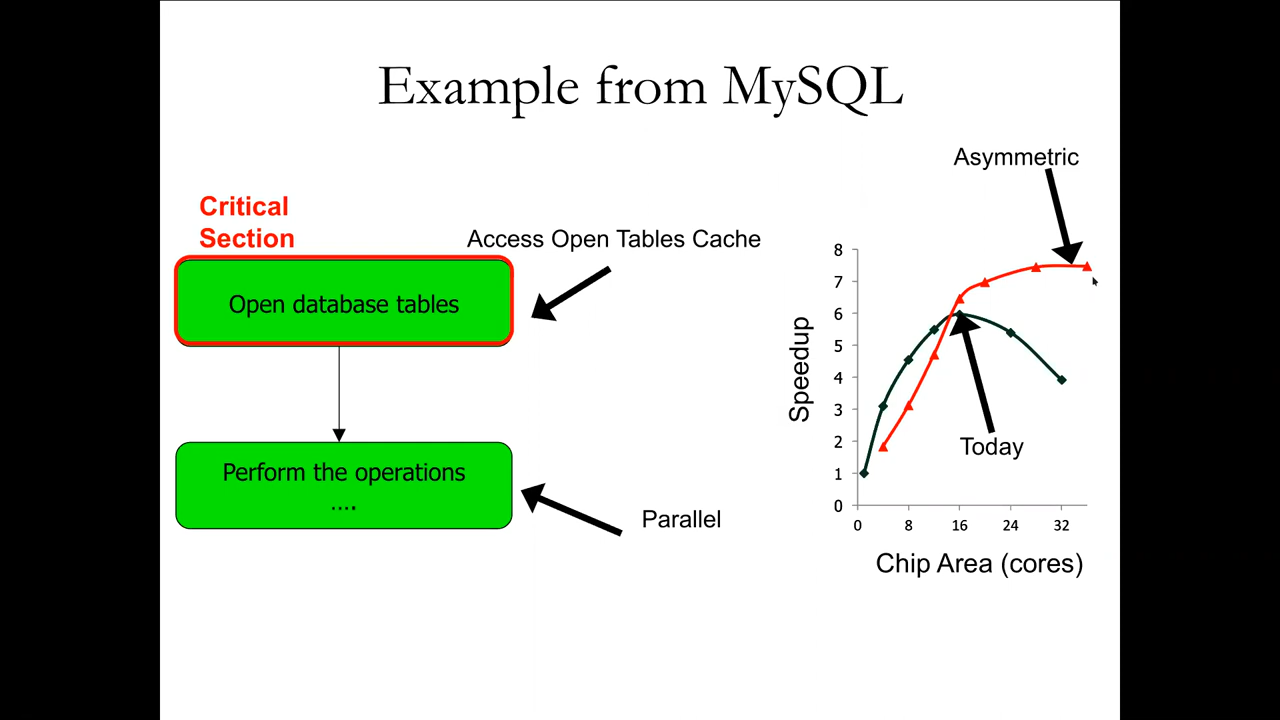 Example from MySQL
Critical
Section
Access Open Tables Cache
Open database tables
Perform the operations
....
Parallel
Asymmetric
Today
Speedup
8
7
6
5
4
3
2
1
0
0 8 16 24 32
Chip Area (cores)